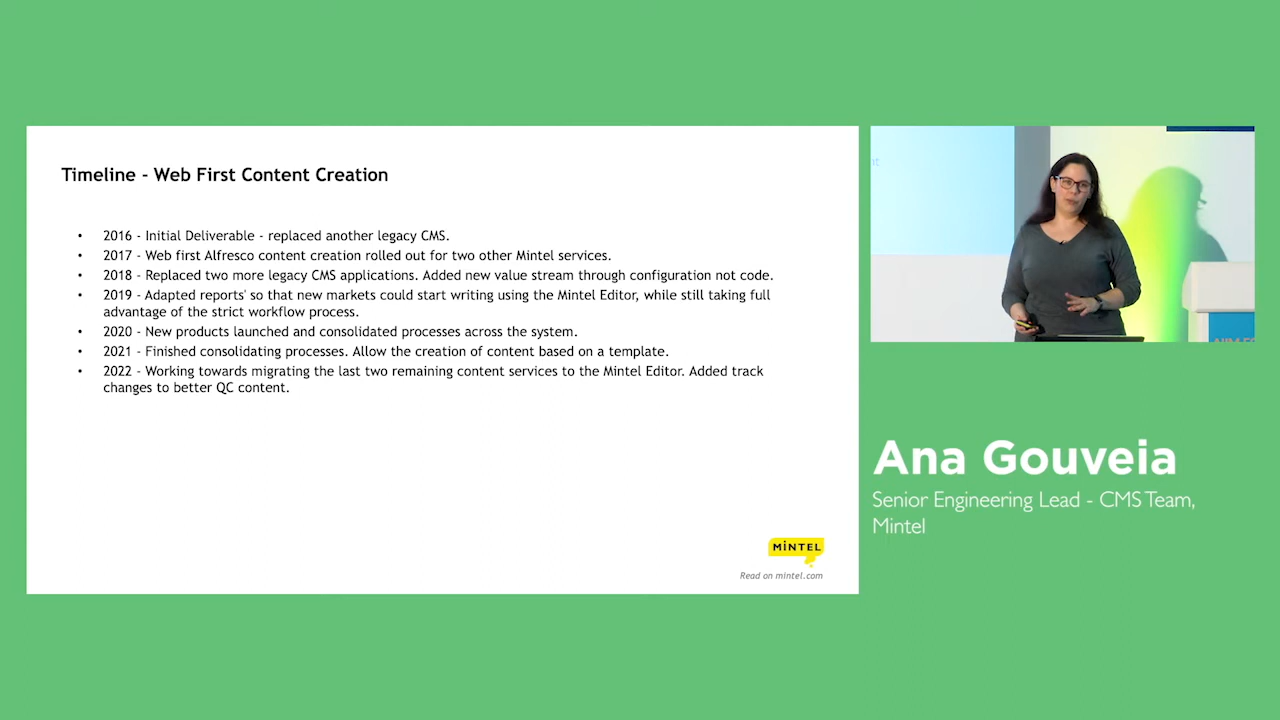 Timeline - Web First Content Creation
• 2016 - Initial Deliverable - replaced another legacy CMS.
• 2017 - Web first Alfresco content creation rolled out for two other Mintel services.
• 2018 - Replaced two more legacy CMS applications. Added new value stream through configuration not code.
• 2019 - Adapted reports' so that new markets could start writing using the Mintel Editor, while still taking full
advantage of the strict workflow process.
• 2020 - New products launched and consolidated processes across the system.
• 2021 - Finished consolidating processes. Allow the creation of content based on a template.
• 2022 - Working towards migrating the last two remaining content services to the Mintel Editor. Added track
changes to better QC content.
MINTEL
Read on mintel.com
Ana Gouveia
Senior Engineering Lead - CMS Team,
Mintel